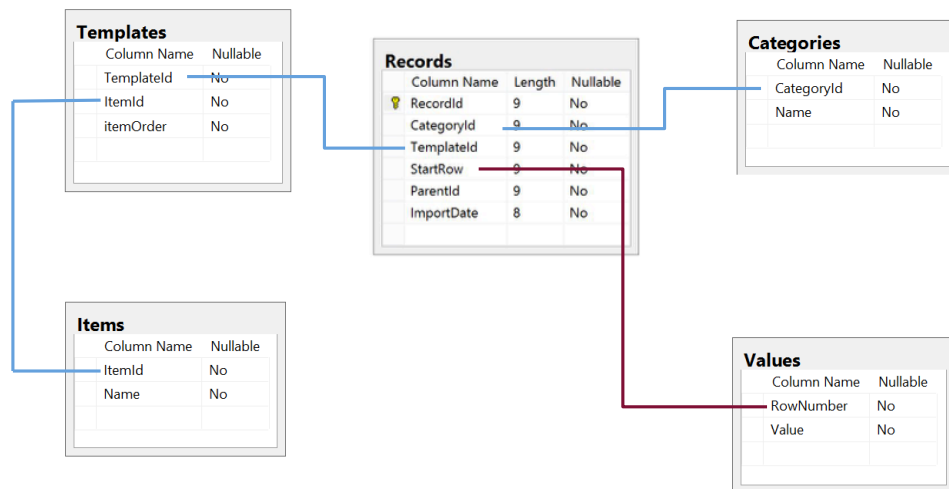 Templates
Column Name Nullable
TemplateId No
ItemId No
itemOrder No
Records
Column Name Length Nullable
RecordId 9 No
CategoryId 9 No
TemplateId 9 No
StartRow 9 No
ParentId 9 No
ImportDate 8 No
Categories
Column Name Nullable
CategoryId No
Name No
Items
Column Name Nullable
ItemId No
Name No
Values
Column Name Nullable
RowNumber No
Value No